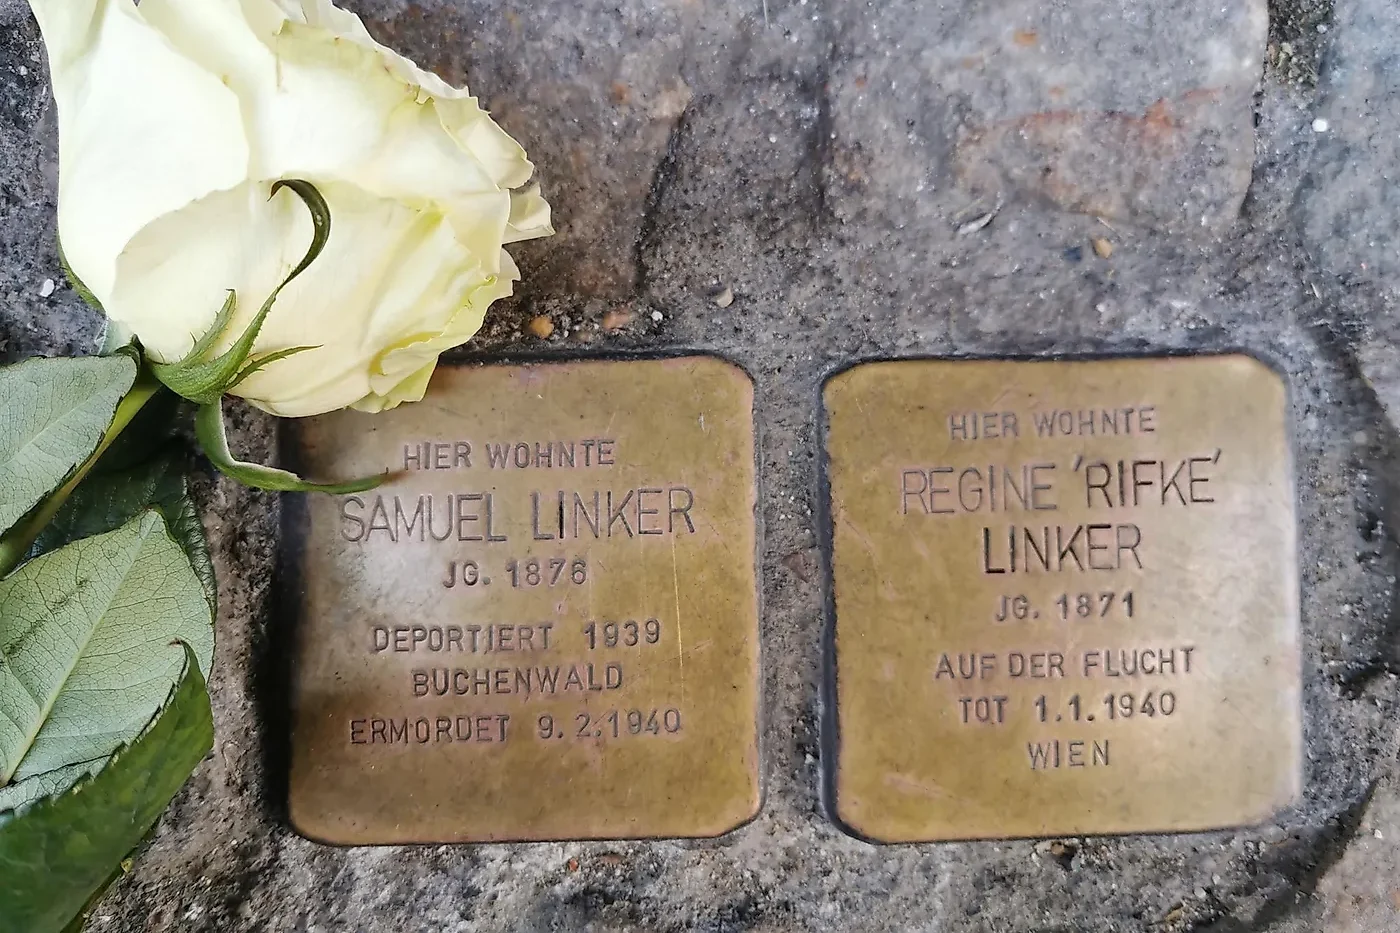 HIER WOHNTE
SAMUEL LINKER
JG. 1876
DEPORTIERT 1939
BUCHENWALD
ERMORDET 9.2.1940
HIER WOHNTE
REGINE 'RIFKE'
LINKER
JG. 1871
AUF DER FLUCHT
TOT 1.1.1940
WIEN